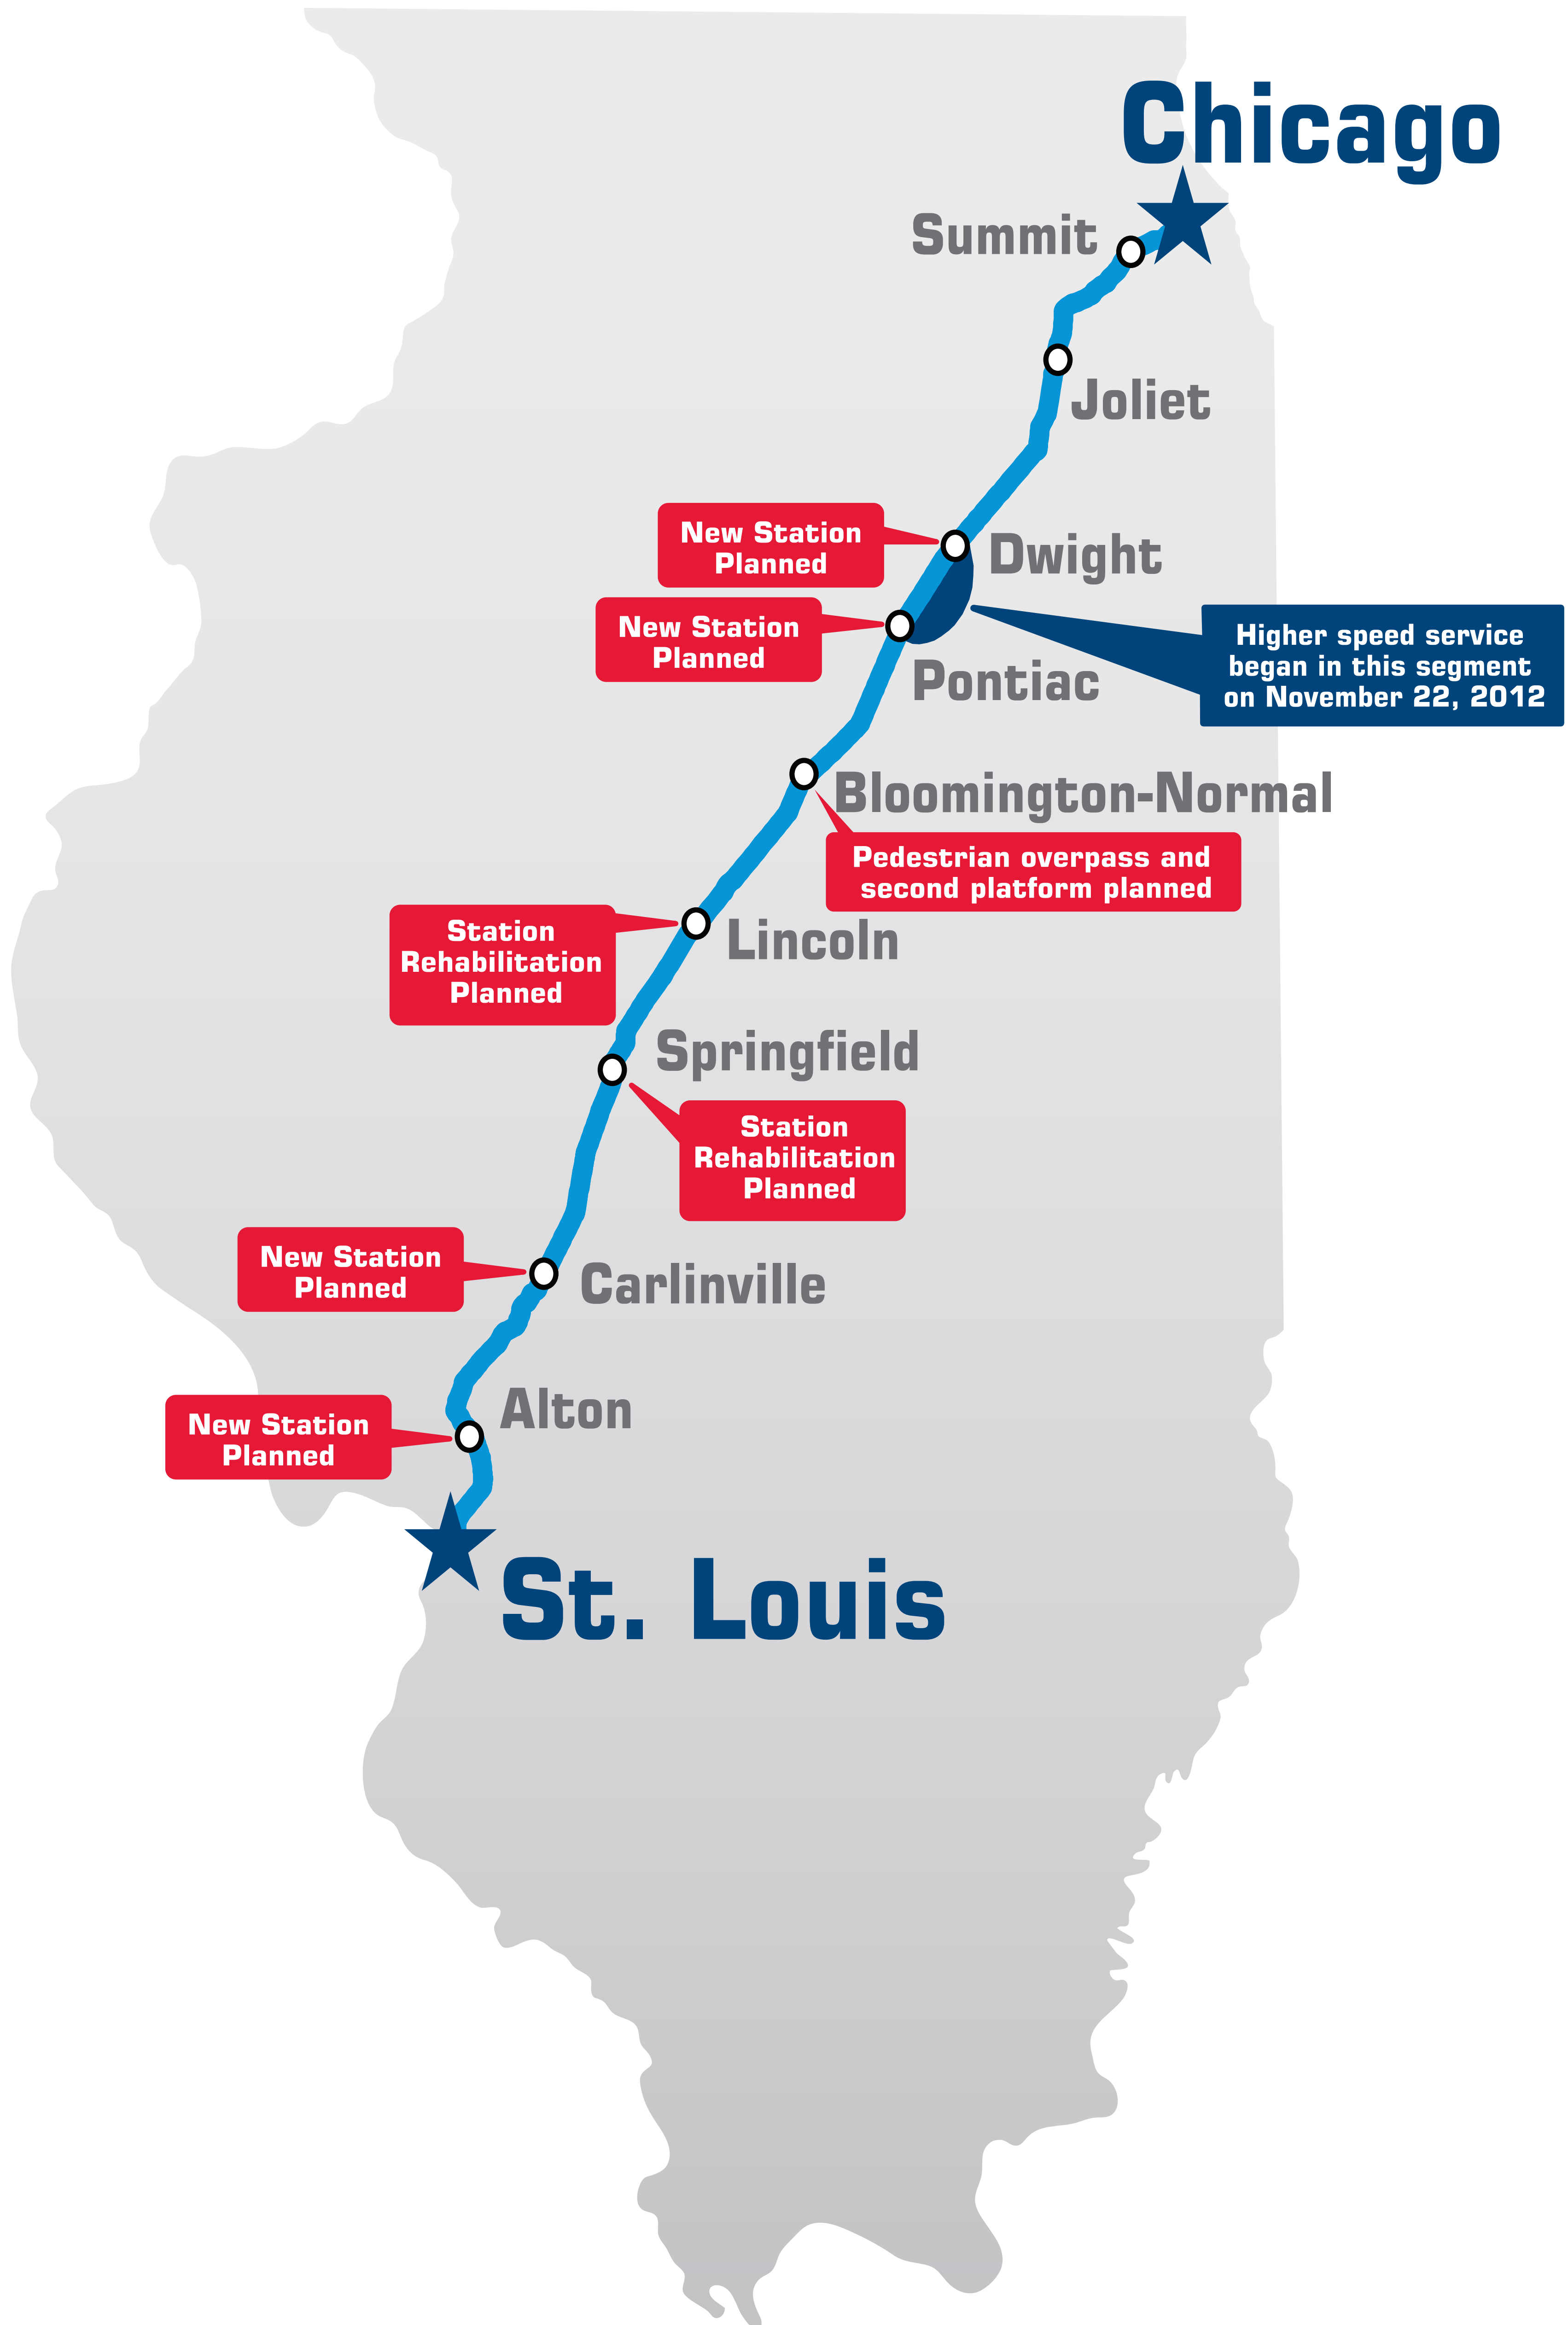 Chicago
Summit
Joliet
New Station
Planned
Dwight
New Station
Planned
Higher speed service
began in this segment
on November 22, 2012
Pontiac
Bloomington-Normal
Pedestrian overpass and
second platform planned
Station
Rehabilitation
Planned
Lincoln
Springfield
Station
Rehabilitation
Planned
New Station
Planned
Carlinville
Alton
New Station
Planned
St. Louis